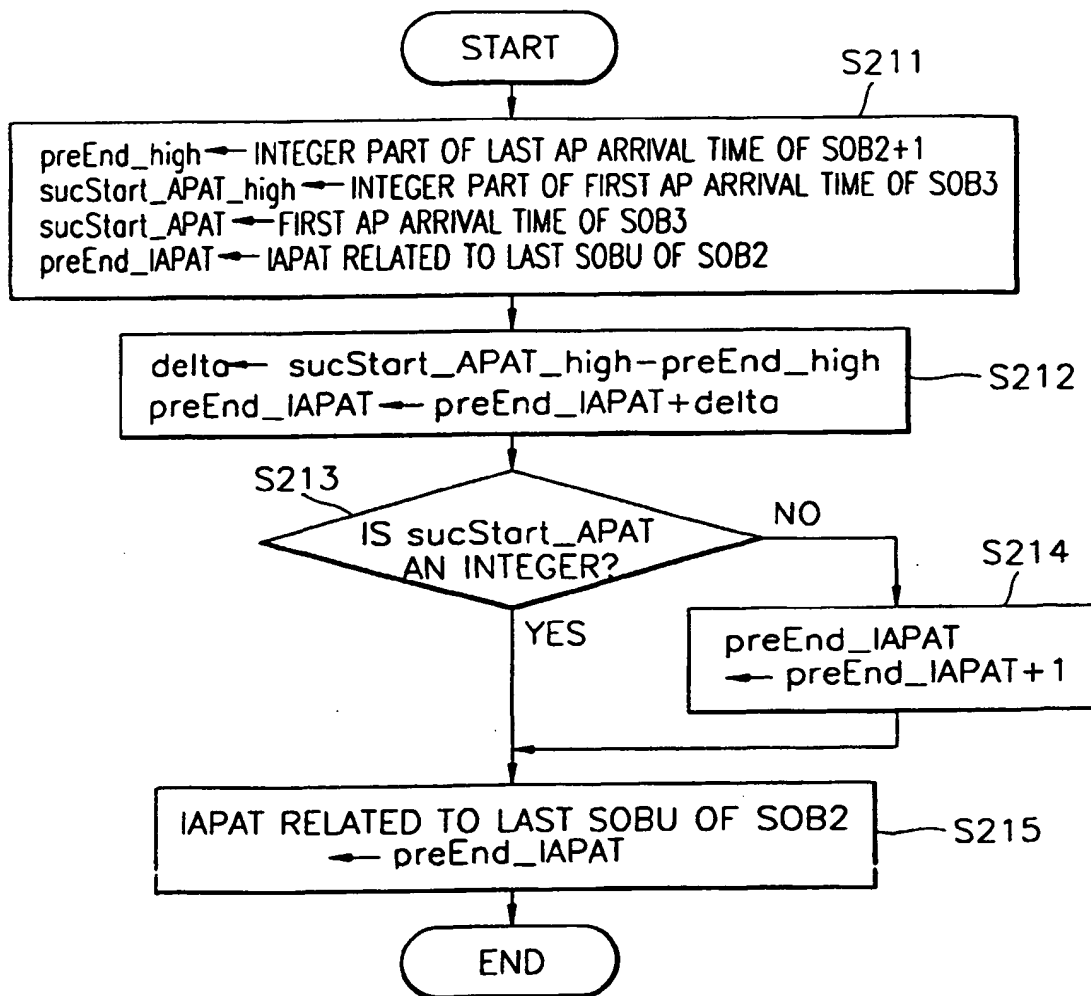 START
S211
preEnd_high← INTEGER PART OF LAST AP ARRIVAL TIME OF SOB2+1
sucStart_APAT_high← INTEGER PART OF FIRST AP ARRIVAL TIME OF SOB3
sucStart_APAT←FIRST AP ARRIVAL TIME OF SOB3
preEnd_IAPAT← IAPAT RELATED TO LAST SOBU OF SOB2
delta← sucStart_APAT_high-preEnd_high
preEnd_IAPAT← preEnd_IAPAT+delta
S212
S213
IS sucStart_APAT
AN INTEGER?
NO
YES
S214
preEnd_IAPAT
← preEnd_IAPAT+1
IAPAT RELATED TO LAST SOBU OF SOB2
← preEnd_IAPAT
S215
END